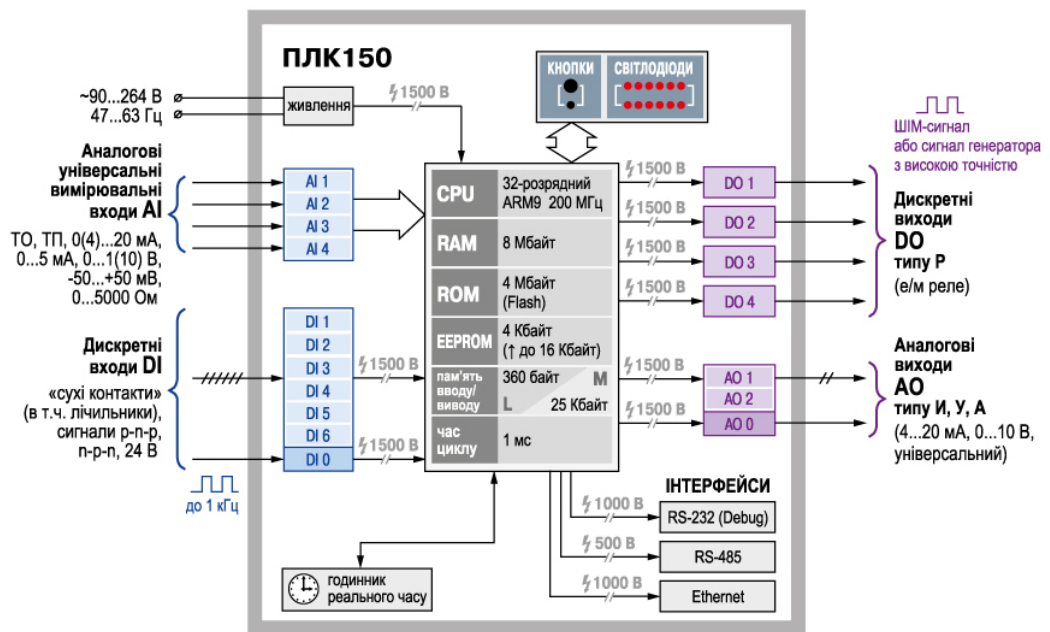 ПЛК150
КНОПКИ
СВІТЛОДІОДИ
~90...264 В
47...63 Гц
живлення
1500 В
Аналогові
універсальні
вимірювальні
входи AI
ТО, ТП, 0(4)...20 мА,
0...5 мА, 0...1(10) В,
-50...+50 мВ,
0...5000 Ом
AI 1
AI 2
AI 3
AI 4
Дискретні
входи DI
«сухі контакти»
(в т.ч. лічильники),
сигнали p-n-p,
n-p-n, 24 В
до 1 кГц
DI 1
DI 2
DI 3
DI 4
DI 5
DI 6
DI 0
1500 В
1500 В
CPU
32-розрядний
ARM9 200 МГц
RAM
8 Мбайт
ROM
4 Мбайт
(Flash)
EEPROM
4 Кбайт
(↑ до 16 Кбайт)
пам'ять
вводу/
виводу
360 байт M
L 25 Кбайт
час
циклу
1 мс
1500 В
DO 1
1500 В
DO 2
1500 В
DO 3
1500 В
DO 4
ШІМ-сигнал
або сигнал генератора
з високою точністю
Дискретні
виходи
DO
типу Р
(е/м реле)
1500 В
AO 1
AO 2
1500 В
AO 0
Аналогові
виходи
AO
типу И, У, А
(4...20 мА, 0...10 В,
універсальний)
ІНТЕРФЕЙСИ
1000 В
RS-232 (Debug)
500 В
RS-485
1000 В
Ethernet
годинник
реального часу